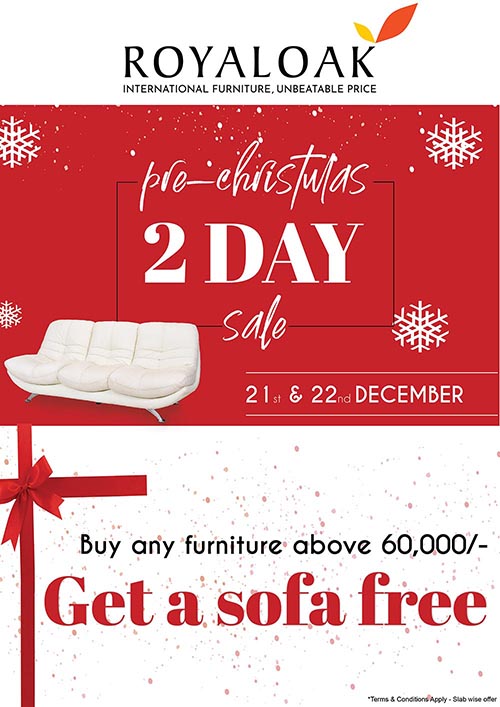 ROYALOAK
INTERNATIONAL FURNITURE, UNBEATABLE PRICE
pre-christmas
2 DAY
sale
21st & 22nd DECEMBER
Buy any furniture above 60,000/-
Get a sofa free
*Terms & Conditions Apply - Slab wise offer